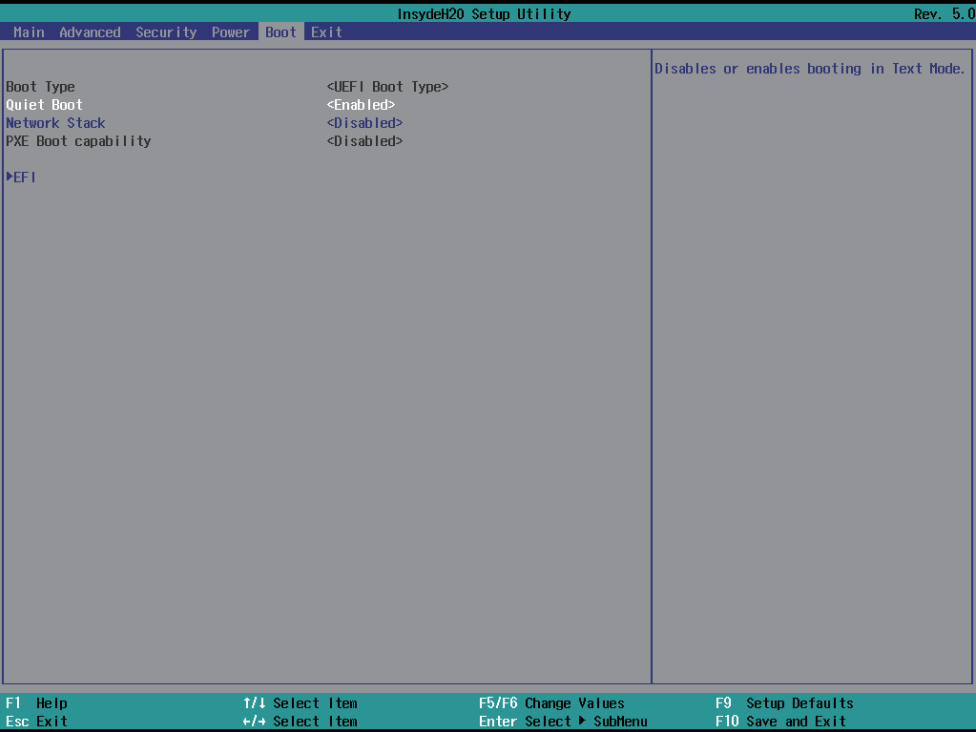 InsydeH20 Setup Utility Rev. 5.0
Main Advanced Security Power Boot Exit
Disables or enables booting in Text Mode.
Boot Type <UEFI Boot Type>
Quiet Boot <Enabled>
Network Stack <Disabled>
PXE Boot capability <Disabled>
▶EFI
F1 Help ↑/↓ Select Item F5/F6 Change Values F9 Setup Defaults
Esc Exit ←/→ Select Item Enter Select ▶ SubMenu F10 Save and Exit